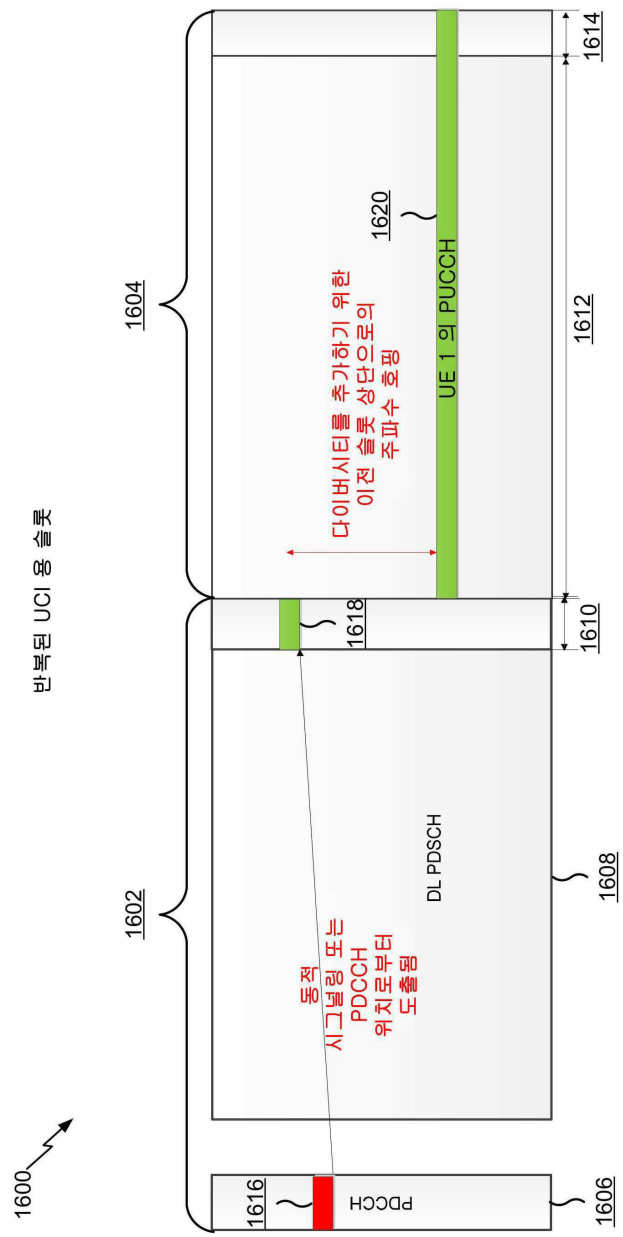 1600
반복된 UCI 용 슬롯
1602
1604
PDCCH
1616
1606
동적
시그널링 또는
PDCCH
위치로부터
도출됨
DL PDSCH
1608
1618
1610
다이버시티를 추가하기 위한
이전 슬롯 상단으로의
주파수 호핑
1620
UE 1 의 PUCCH
1612
1614